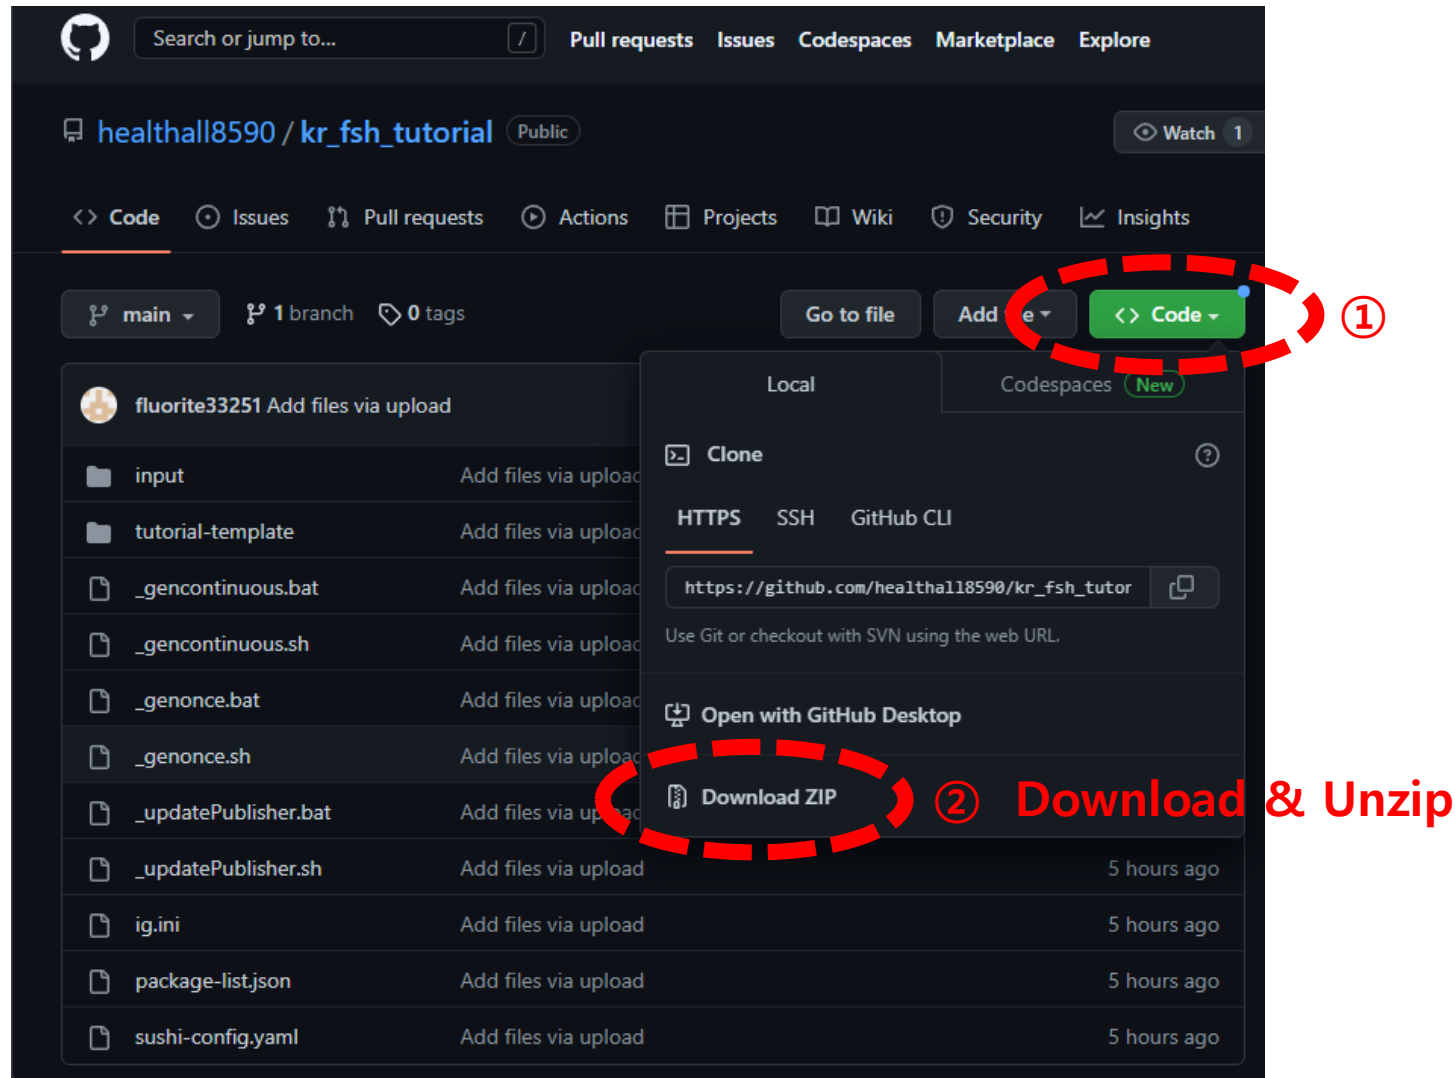 Search or jump to... / Pull requests Issues Codespaces Marketplace Explore
healthall8590 / kr_fsh_tutorial Public Watch 1
<> Code Issues Pull requests Actions Projects Wiki Security Insights
main 1 branch 0 tags Go to file Add file <> Code ①
Local Codespaces New
fluorite33251 Add files via upload
Clone
input Add files via upload
HTTPS SSH GitHub CLI
tutorial-template Add files via upload
_gencontinuous.bat Add files via upload
https://github.com/healthall8590/kr_fsh_tutor
Use Git or checkout with SVN using the web URL.
_gencontinuous.sh Add files via upload
_genonce.bat Add files via upload
Open with GitHub Desktop
_genonce.sh Add files via upload
Download ZIP ② Download & Unzip
_updatePublisher.bat Add files via upload
_updatePublisher.sh Add files via upload 5 hours ago
ig.ini Add files via upload 5 hours ago
package-list.json Add files via upload 5 hours ago
sushi-config.yaml Add files via upload 5 hours ago